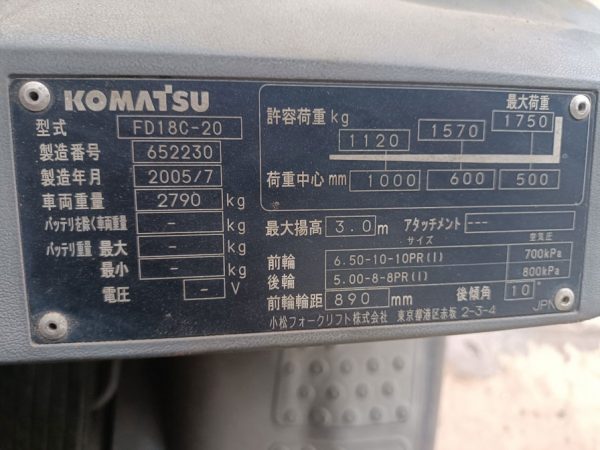 KOMATSU
型式 FD18C-20
製造番号 652230
製造年月 2005/7
車両重量 2790 kg
バッテリを除く車両重量 - kg
バッテリ重量 最大 - kg
最小 - kg
電圧 - V
最大荷重
許容荷重 kg 1120 1570 1750
荷重中心 mm 1000 600 500
最大揚高 3.0 m アタッチメント ---
サイズ 空気圧
前輪 6.50-10-10PR(I) 700kPa
後輪 5.00-8-8PR(I) 800kPa
前輪輪距 890 mm 後傾角 10°
小松フォークリフト株式会社 東京都港区赤坂 2-3-4 JPN